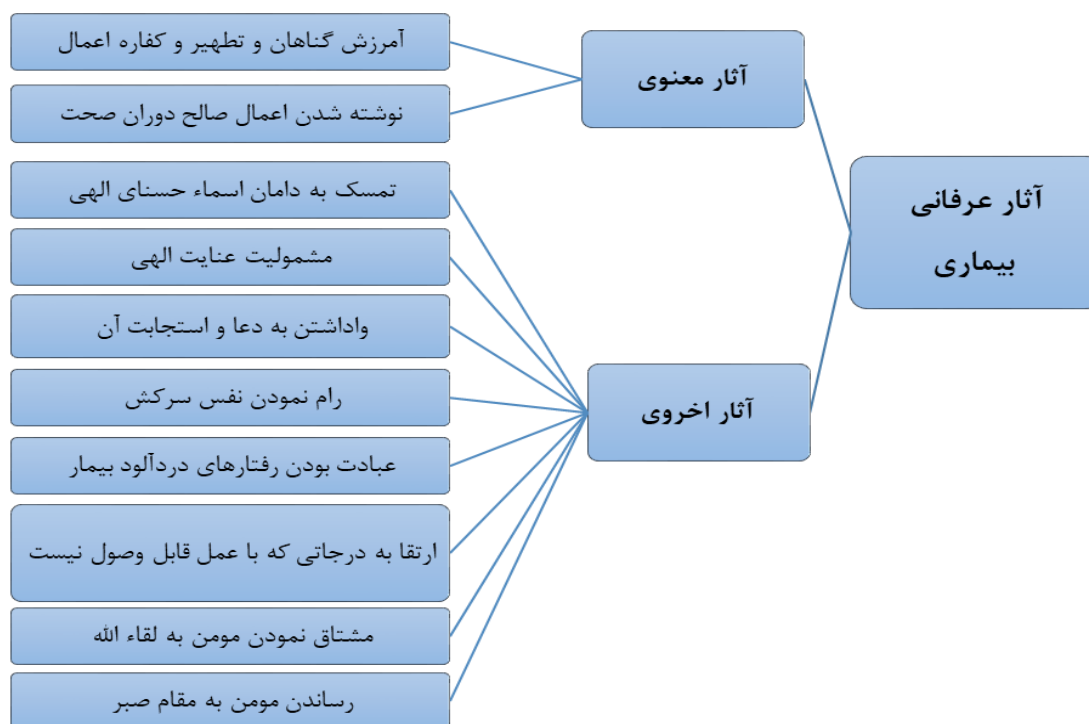 آثار عرفانی
بیماری
آثار معنوی
آمرزش گناهان و تطهیر و کفاره اعمال
نوشته شدن اعمال صالح دوران صحت
آثار اخروی
تمسک به دامان اسماء حسنای الهی
مشمولیت عنایت الهی
واداشتن به دعا و استجابت آن
رام نمودن نفس سرکش
عبادت بودن رفتارهای دردآلود بیمار
ارتقا به درجاتی که با عمل قابل وصول نیست
مشتاق نمودن مومن به لقاء الله
رساندن مومن به مقام صبر